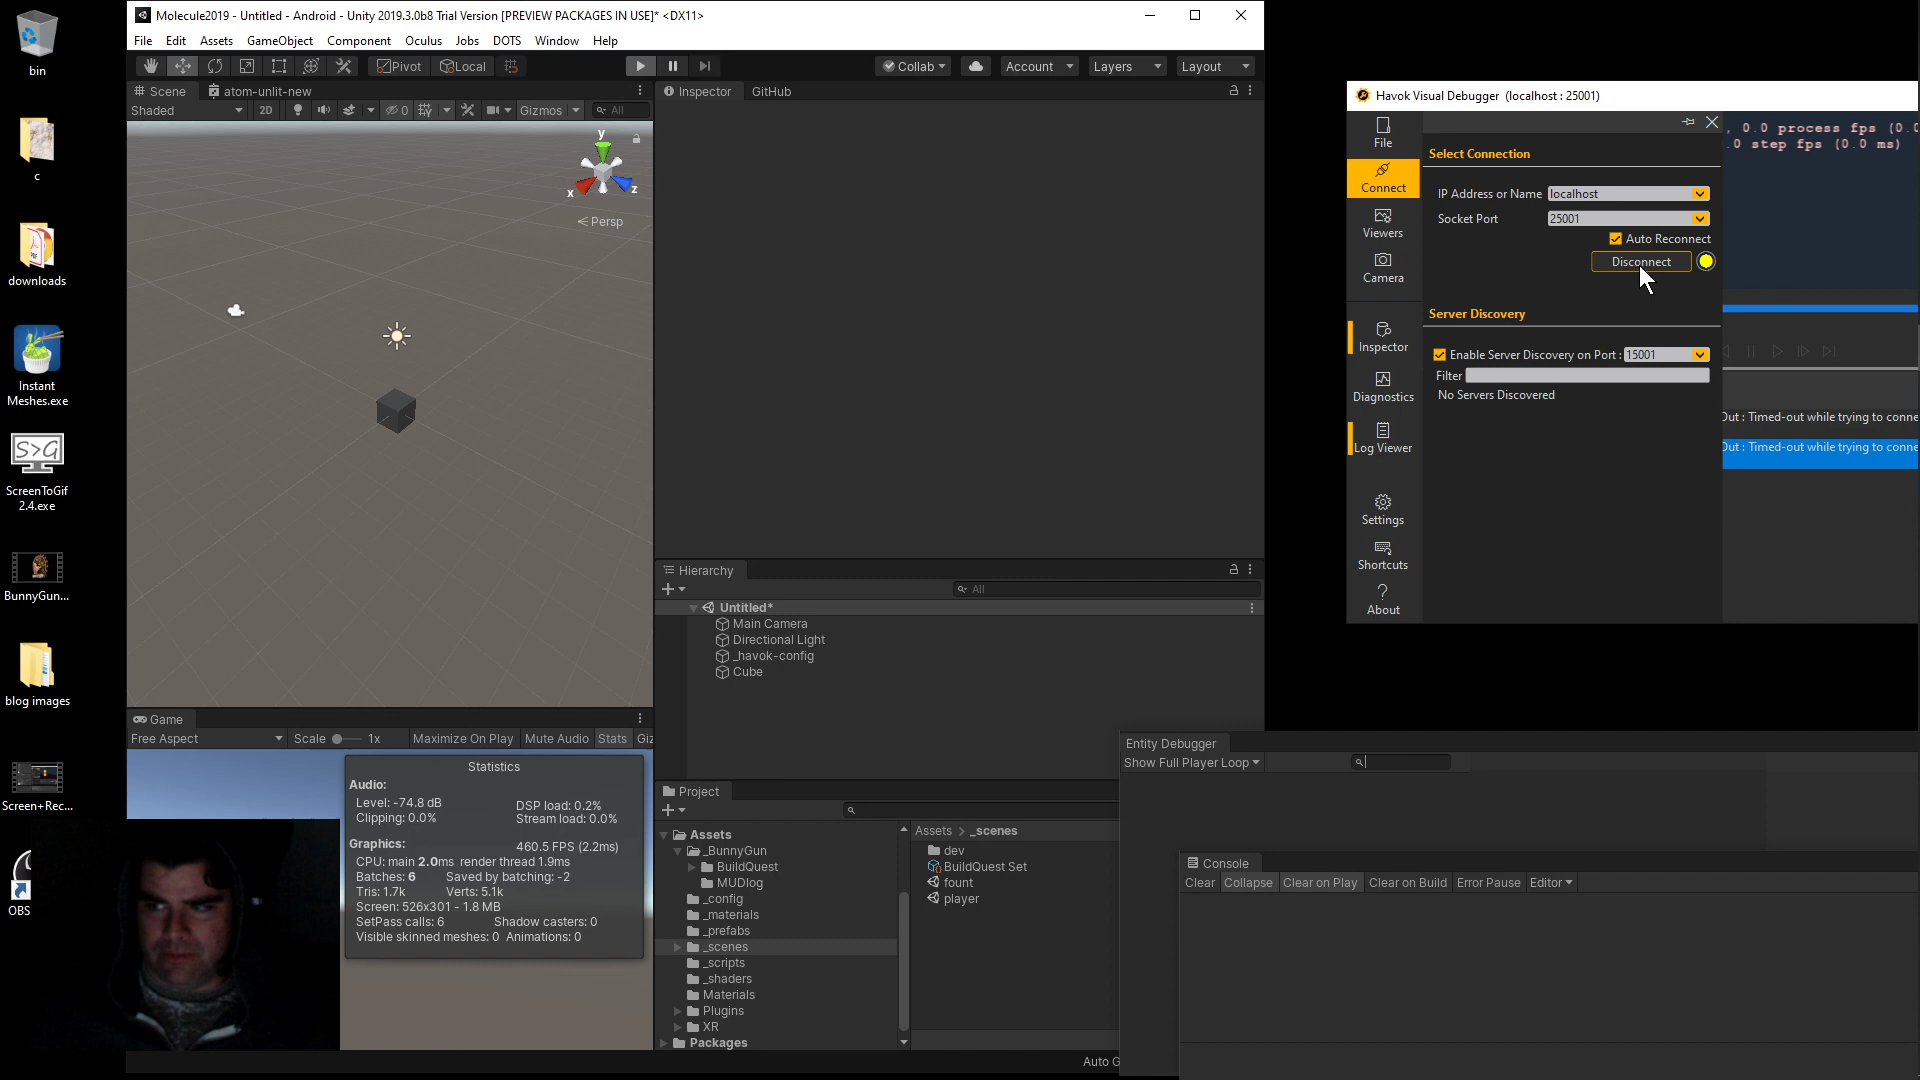 bin
c
downloads
Instant
Meshes.exe
S>G
ScreenToGif
2.4.exe
BunnyGun...
blog images
Screen+Rec...
OBS
Molecule2019 - Untitled - Android - Unity 2019.3.0b8 Trial Version [PREVIEW PACKAGES IN USE]* <DX11>
File Edit Assets GameObject Component Oculus Jobs DOTS Window Help
Pivot Local Collab Account Layers Layout
Scene atom-unlit-new
Shaded 2D 0 Gizmos All
y
x z
Persp
Inspector GitHub
Hierarchy
All
Untitled*
Main Camera
Directional Light
_havok-config
Cube
Game
Free Aspect Scale 1x Maximize On Play Mute Audio Stats Giz
Statistics
Audio:
Level: -74.8 dB DSP load: 0.2%
Clipping: 0.0% Stream load: 0.0%
Graphics: 460.5 FPS (2.2ms)
CPU: main 2.0ms render thread 1.9ms
Batches: 6 Saved by batching: -2
Tris: 1.7k Verts: 5.1k
Screen: 526x301 - 1.8 MB
SetPass calls: 6 Shadow casters: 0
Visible skinned meshes: 0 Animations: 0
Project
Assets
_BunnyGun
BuildQuest
MUDlog
_config
_materials
_prefabs
_scenes
_scripts
_shaders
Materials
Plugins
XR
Packages
Assets > _scenes
dev
BuildQuest Set
fount
player
Auto G
Havok Visual Debugger (localhost : 25001)
File
Connect
Viewers
Camera
Inspector
Diagnostics
Log Viewer
Settings
Shortcuts
About
Select Connection
IP Address or Name localhost
Socket Port 25001
Auto Reconnect
Disconnect
Server Discovery
Enable Server Discovery on Port : 15001
Filter
No Servers Discovered
, 0.0 process fps (0.0
.0 step fps (0.0 ms)
Out : Timed-out while trying to conne
Out : Timed-out while trying to conne
Entity Debugger
Show Full Player Loop
Console
Clear Collapse Clear on Play Clear on Build Error Pause Editor